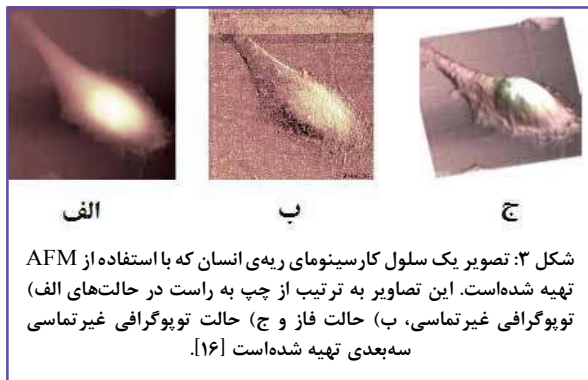 الف
ب
ج
شکل ۳: تصویر یک سلول کارسینومای ریه‌ی انسان که با استفاده از AFM
تهیه شده‌است. این تصاویر به ترتیب از چپ به راست در حالت‌های الف)
توپوگرافی غیرتماسی، ب) حالت فاز و ج) حالت توپوگرافی غیرتماسی
سه‌بعدی تهیه شده‌است [۱۶].